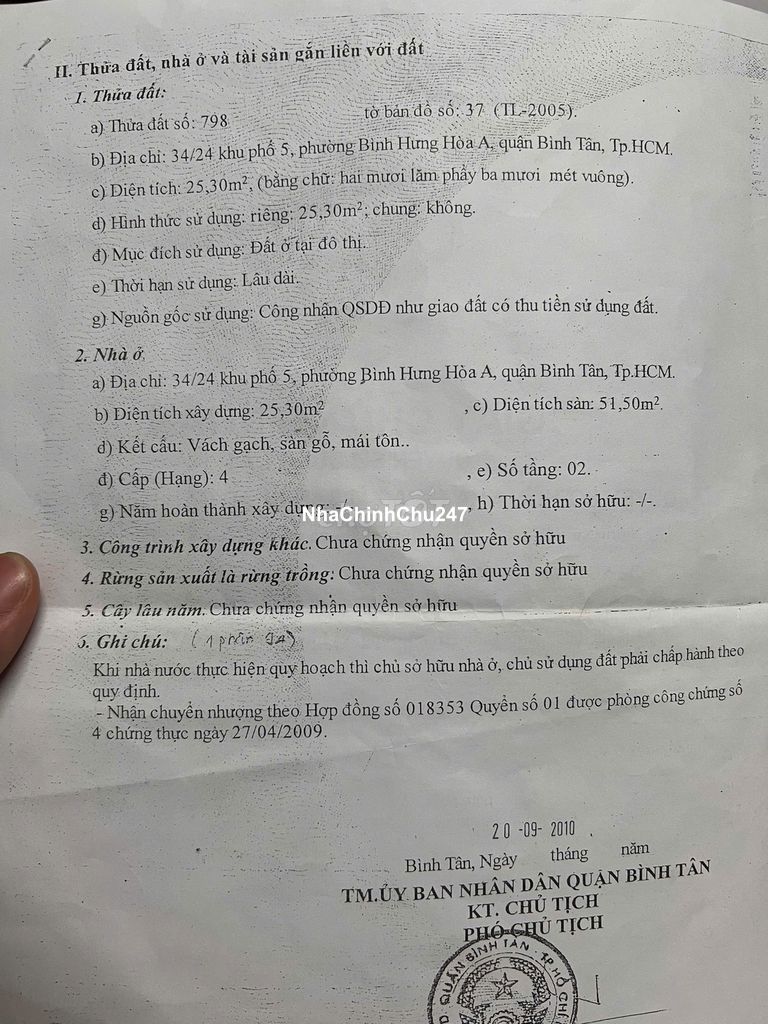 II. Thửa đất, nhà ở và tài sản gắn liền với đất
1. Thửa đất:
a) Thửa đất số: 798 tờ bản đồ số: 37 (TL-2005).
b) Địa chỉ: 34/24 khu phố 5, phường Bình Hưng Hòa A, quận Bình Tân, Tp.HCM.
c) Diện tích: 25,30m², (bằng chữ: hai mươi lăm phẩy ba mươi mét vuông).
d) Hình thức sử dụng: riêng: 25,30m²; chung: không.
đ) Mục đích sử dụng: Đất ở tại đô thị.
e) Thời hạn sử dụng: Lâu dài.
g) Nguồn gốc sử dụng: Công nhận QSDĐ như giao đất có thu tiền sử dụng đất.
2. Nhà ở
a) Địa chỉ: 34/24 khu phố 5, phường Bình Hưng Hòa A, quận Bình Tân, Tp.HCM.
b) Diện tích xây dựng: 25,30m² , c) Diện tích sàn: 51,50m².
d) Kết cấu: Vách gạch, sàn gỗ, mái tôn..
đ) Cấp (Hạng): 4 , e) Số tầng: 02.
g) Năm hoàn thành xây dựng: -/- , h) Thời hạn sở hữu: -/-.
NhaChinhChu247
3. Công trình xây dựng khác. Chưa chứng nhận quyền sở hữu
4. Rừng sản xuất là rừng trồng: Chưa chứng nhận quyền sở hữu
5. Cây lâu năm. Chưa chứng nhận quyền sở hữu
6. Ghi chú: (1 phần
Khi nhà nước thực hiện quy hoạch thì chủ sở hữu nhà ở, chủ sử dụng đất phải chấp hành theo
quy định.
- Nhận chuyển nhượng theo Hợp đồng số 018353 Quyển số 01 được phòng công chứng số
4 chứng thực ngày 27/04/2009.
20 -09- 2010
Bình Tân, Ngày tháng năm
TM.ỦY BAN NHÂN DÂN QUẬN BÌNH TÂN
KT. CHỦ TỊCH
PHÓ CHỦ TỊCH
QUẬN BÌNH TÂN - TP HỒ CHÍ